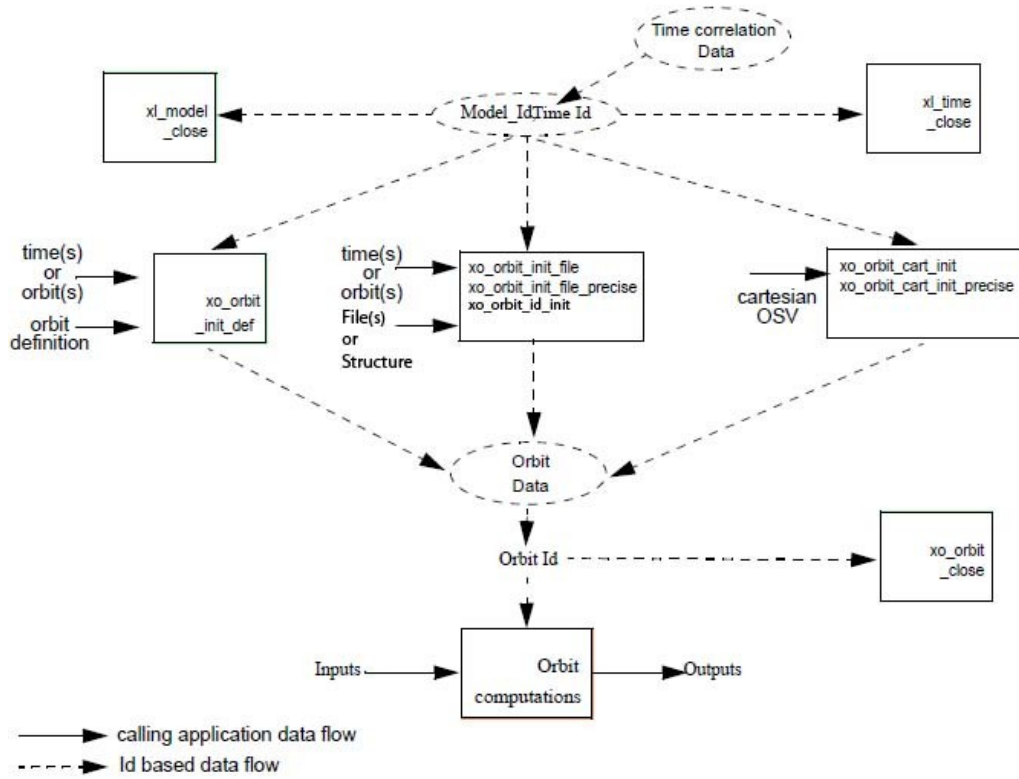 Time correlation
Data
xl_model
_close
Model_Id,Time Id
xl_time
_close
time(s)
or
orbit(s)
orbit
definition
xo_orbit
_init_def
time(s)
or
orbit(s)
File(s)
or
Structure
xo_orbit_init_file
xo_orbit_init_file_precise
xo_orbit_id_init
cartesian
OSV
xo_orbit_cart_init
xo_orbit_cart_init_precise
Orbit
Data
Orbit Id
xo_orbit
_close
Inputs
Orbit
computations
Outputs
calling application data flow
Id based data flow